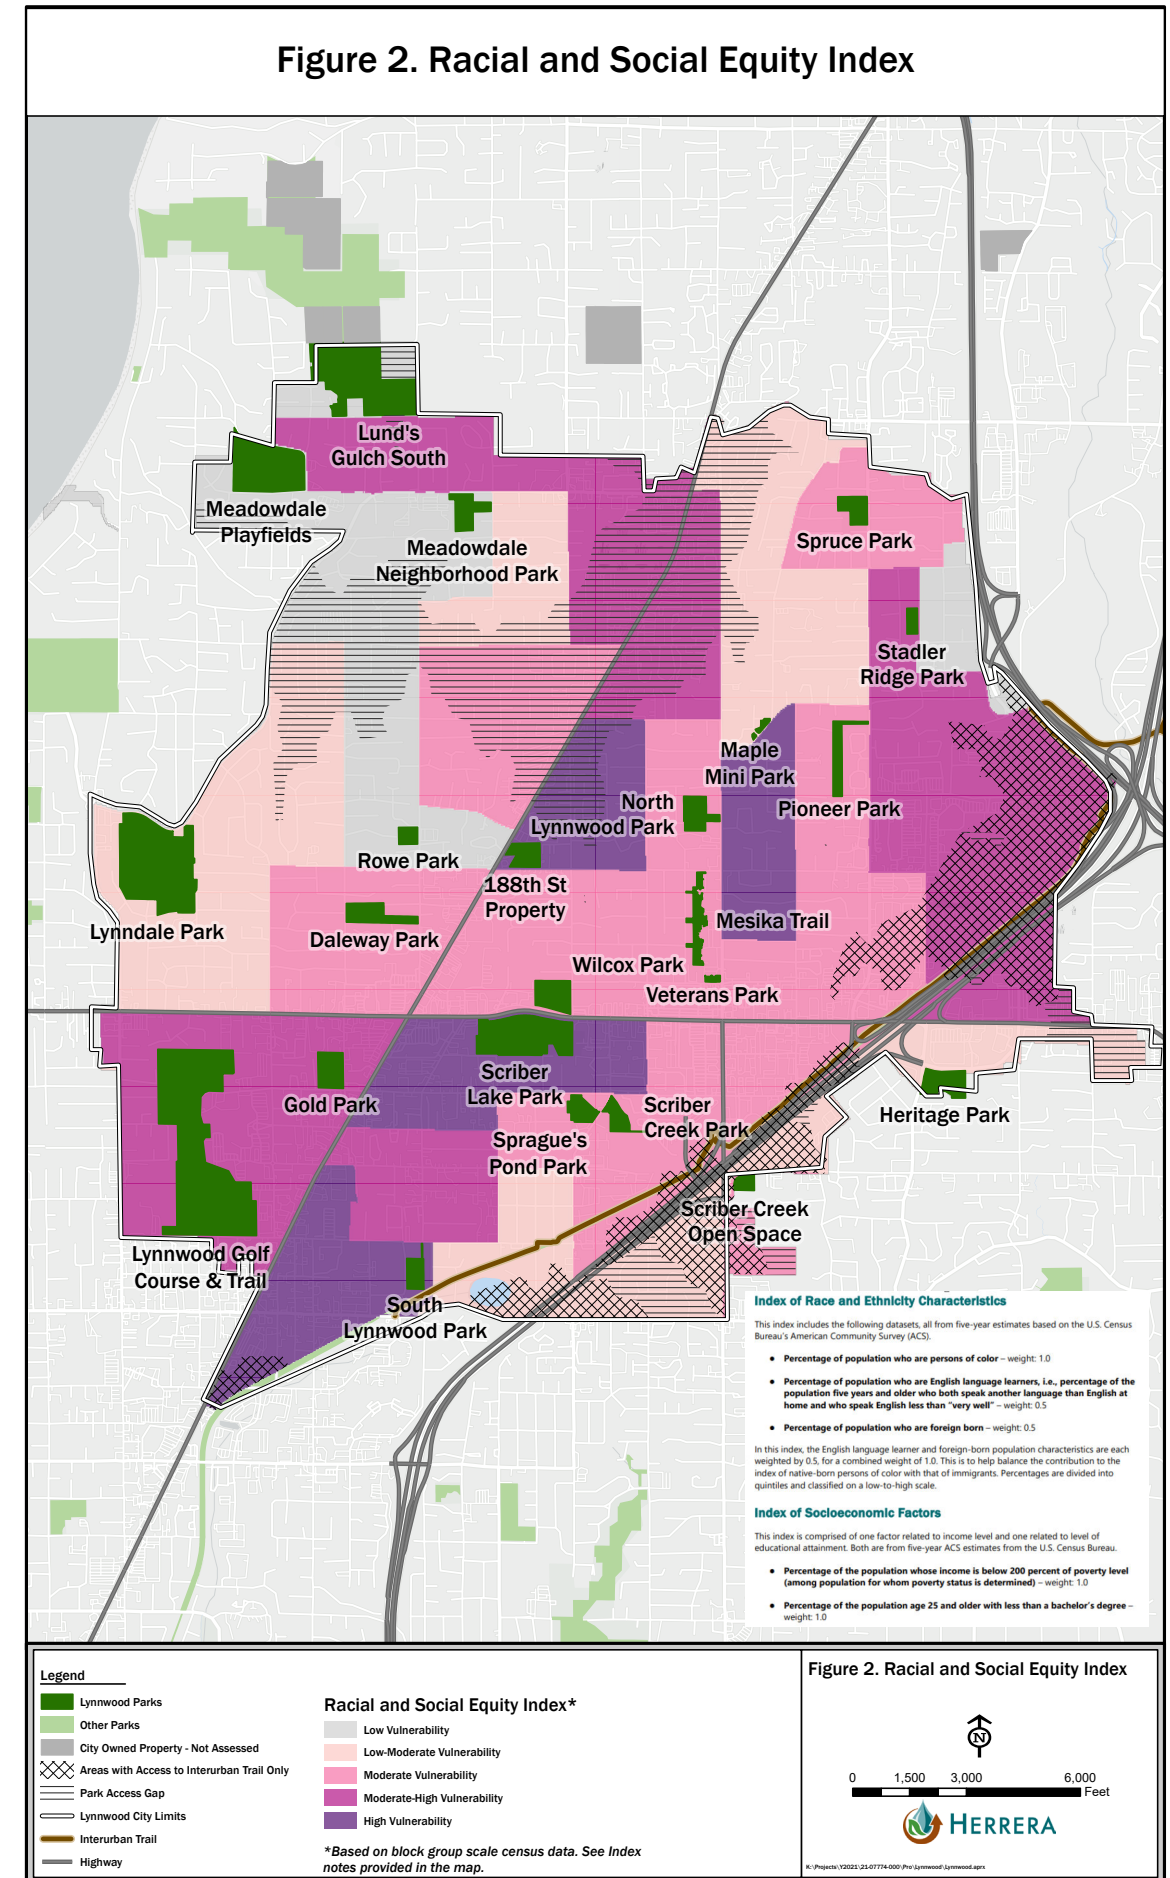 Figure 2. Racial and Social Equity Index
Lund's
Gulch South
Meadowdale
Playfields
Meadowdale
Neighborhood Park
Spruce Park
Stadler
Ridge Park
Maple
Mini Park
North
Lynnwood Park
Pioneer Park
Rowe Park
188th St
Property
Lynndale Park
Daleway Park
Mesika Trail
Wilcox Park
Veterans Park
Scriber
Lake Park
Gold Park
Scriber
Creek Park
Heritage Park
Sprague's
Pond Park
Scriber Creek
Open Space
Lynnwood Golf
Course & Trail
South
Lynnwood Park
Index of Race and Ethnicity Characteristics
This index includes the following datasets, all from five-year estimates based on the U.S. Census
Bureau's American Community Survey (ACS).
● Percentage of population who are persons of color – weight: 1.0
● Percentage of population who are English language learners, i.e., percentage of the
population five years and older who both speak another language than English at
home and who speak English less than "very well" – weight: 0.5
● Percentage of population who are foreign born – weight: 0.5
In this index, the English language learner and foreign-born population characteristics are each
weighted by 0.5, for a combined weight of 1.0. This is to help balance the contribution to the
index of native-born persons of color with that of immigrants. Percentages are divided into
quintiles and classified on a low-to-high scale.
Index of Socioeconomic Factors
This index is comprised of one factor related to income level and one related to level of
educational attainment. Both are from five-year ACS estimates from the U.S. Census Bureau.
● Percentage of the population whose income is below 200 percent of poverty level
(among population for whom poverty status is determined) – weight: 1.0
● Percentage of the population age 25 and older with less than a bachelor's degree –
weight: 1.0
Legend
Lynnwood Parks
Other Parks
City Owned Property - Not Assessed
Areas with Access to Interurban Trail Only
Park Access Gap
Lynnwood City Limits
Interurban Trail
Highway
Racial and Social Equity Index*
Low Vulnerability
Low-Moderate Vulnerability
Moderate Vulnerability
Moderate-High Vulnerability
High Vulnerability
*Based on block group scale census data. See Index
notes provided in the map.
Figure 2. Racial and Social Equity Index
N
0 1,500 3,000 6,000
Feet
HERRERA
K:\Projects\Y2021\21-07774-000\Pro\Lynnwood\Lynnwood.aprx